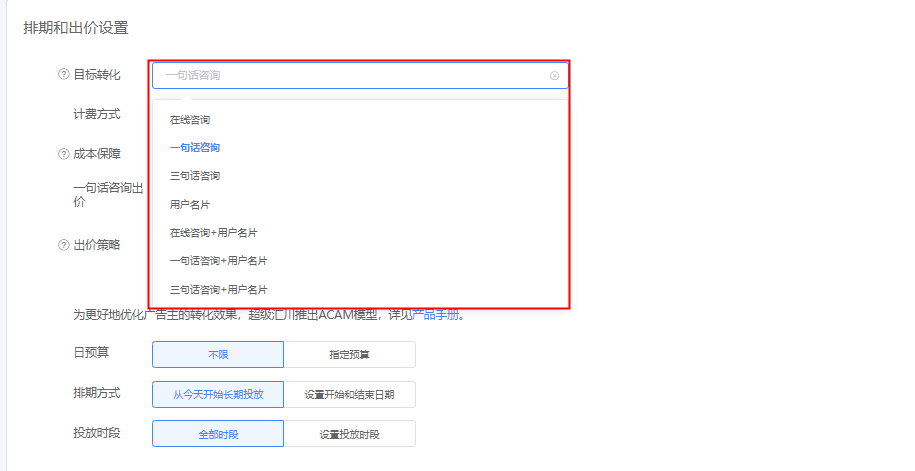 排期和出价设置
目标转化
一句话咨询
计费方式
在线咨询
一句话咨询
成本保障
三句话咨询
一句话咨询出
价
用户名片
在线咨询+用户名片
出价策略
一句话咨询+用户名片
三句话咨询+用户名片
为更好地优化广告主的转化效果，超级汇川推出ACAM模型，详见产品手册。
日预算 不限 指定预算
排期方式 从今天开始长期投放 设置开始和结束日期
投放时段 全部时段 设置投放时段